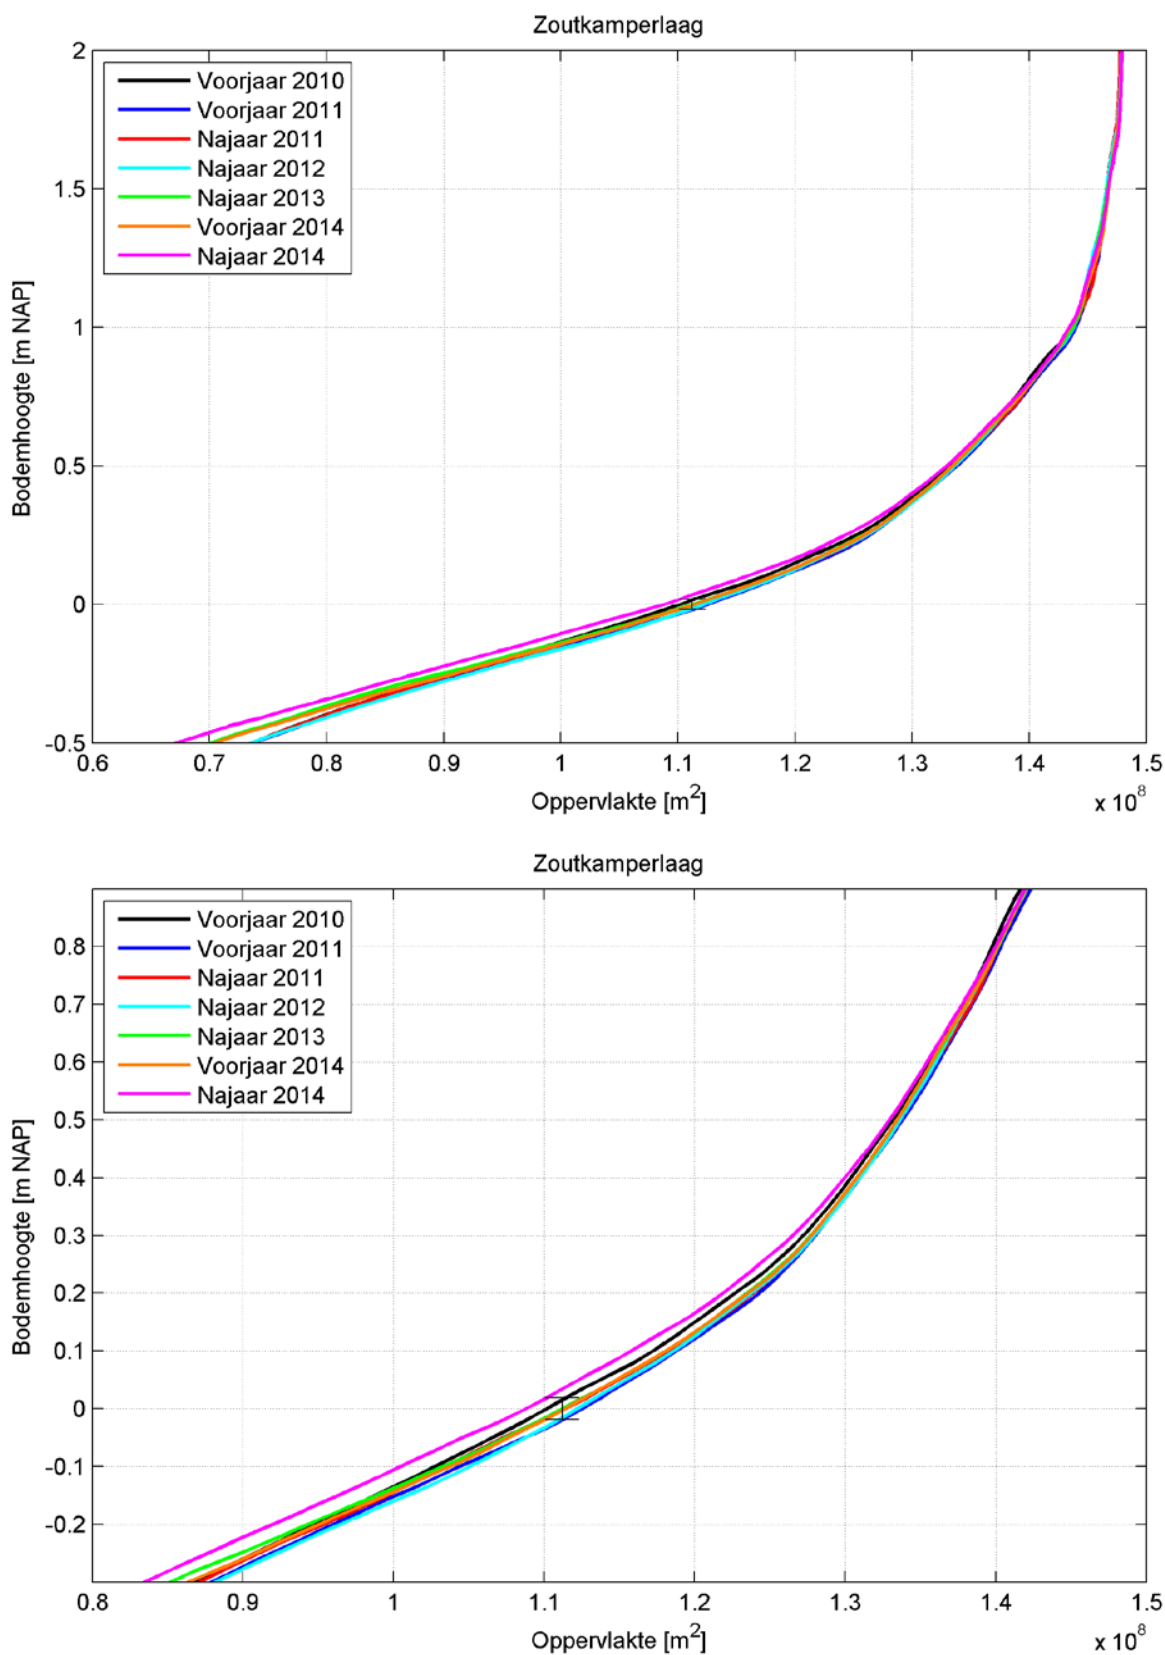 Zoutkamperlaag
2
1.5
1
0.5
0
-0.5
Bodemhoogte [m NAP]
Voorjaar 2010
Voorjaar 2011
Najaar 2011
Najaar 2012
Najaar 2013
Voorjaar 2014
Najaar 2014
0.6 0.7 0.8 0.9 1 1.1 1.2 1.3 1.4 1.5
Oppervlakte [m²]
x 10⁸
Zoutkamperlaag
0.8
0.7
0.6
0.5
0.4
0.3
0.2
0.1
0
-0.1
-0.2
Bodemhoogte [m NAP]
Voorjaar 2010
Voorjaar 2011
Najaar 2011
Najaar 2012
Najaar 2013
Voorjaar 2014
Najaar 2014
0.8 0.9 1 1.1 1.2 1.3 1.4 1.5
Oppervlakte [m²]
x 10⁸